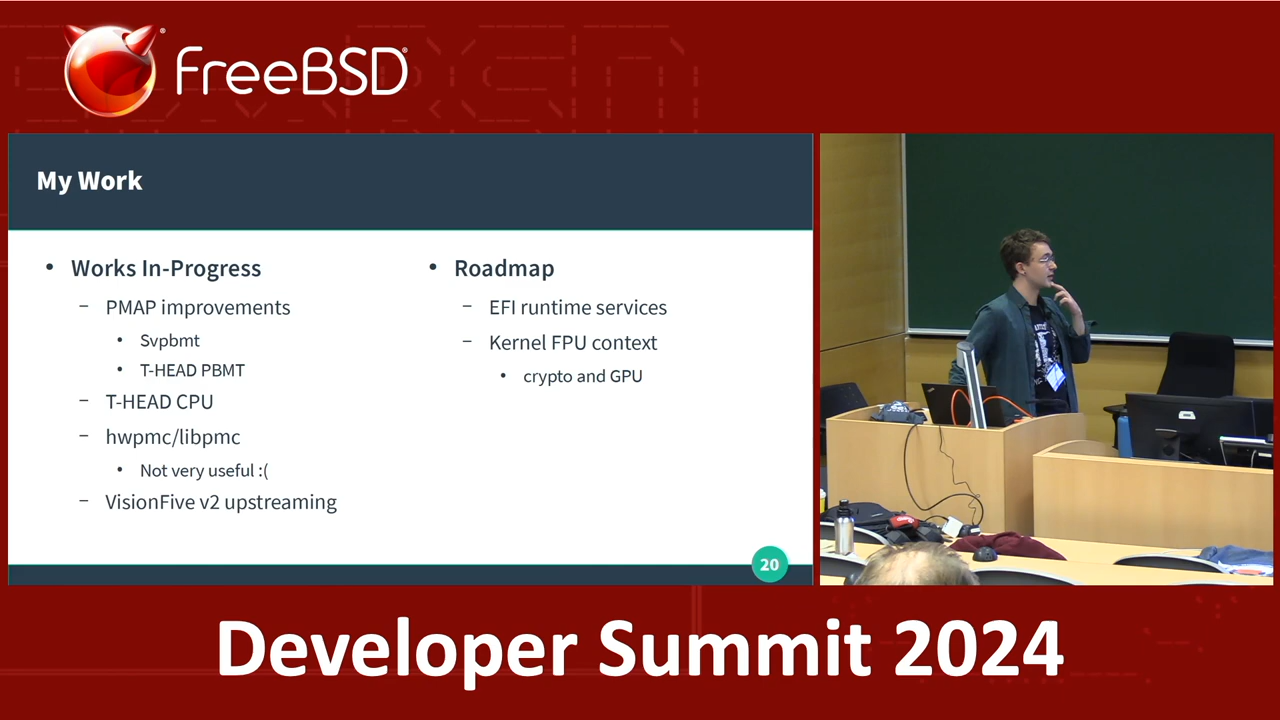 FreeBSD
My Work
• Works In-Progress
– PMAP improvements
• Svpbmt
• T-HEAD PBMT
– T-HEAD CPU
– hwpmc/libpmc
• Not very useful :(
– VisionFive v2 upstreaming
• Roadmap
– EFI runtime services
– Kernel FPU context
• crypto and GPU
20
Developer Summit 2024